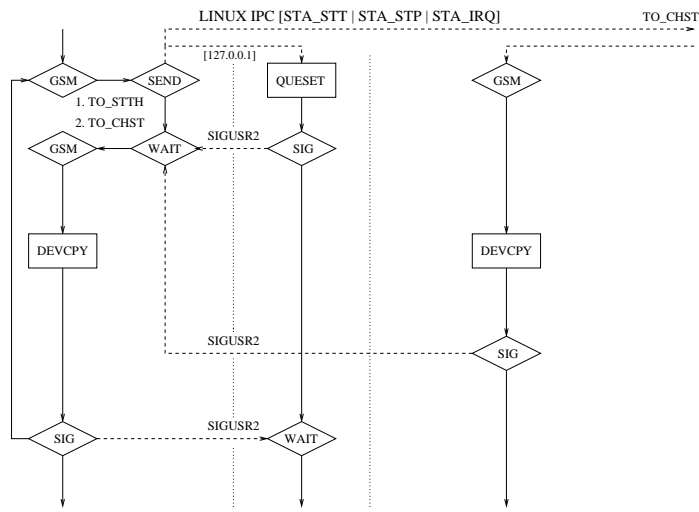 LINUX IPC [STA_STT | STA_STP | STA_IRQ]
TO_CHST
[127.0.0.1]
GSM
SEND
QUESET
GSM
1. TO_STTH
2. TO_CHST
SIGUSR2
GSM
WAIT
SIG
DEVCPY
DEVCPY
SIGUSR2
SIG
SIGUSR2
SIG
WAIT